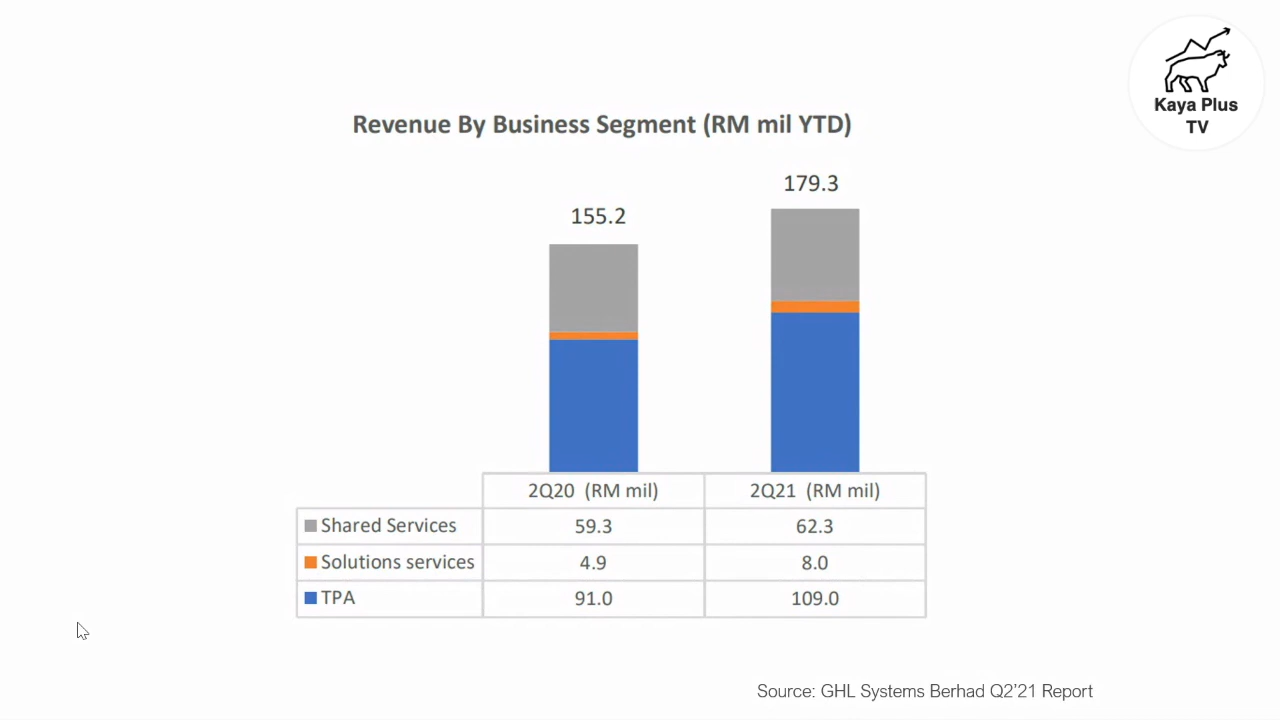 Kaya Plus
TV
Revenue By Business Segment (RM mil YTD)
155.2
179.3
2Q20 (RM mil) 2Q21 (RM mil)
Shared Services 59.3 62.3
Solutions services 4.9 8.0
TPA 91.0 109.0
Source: GHL Systems Berhad Q2'21 Report